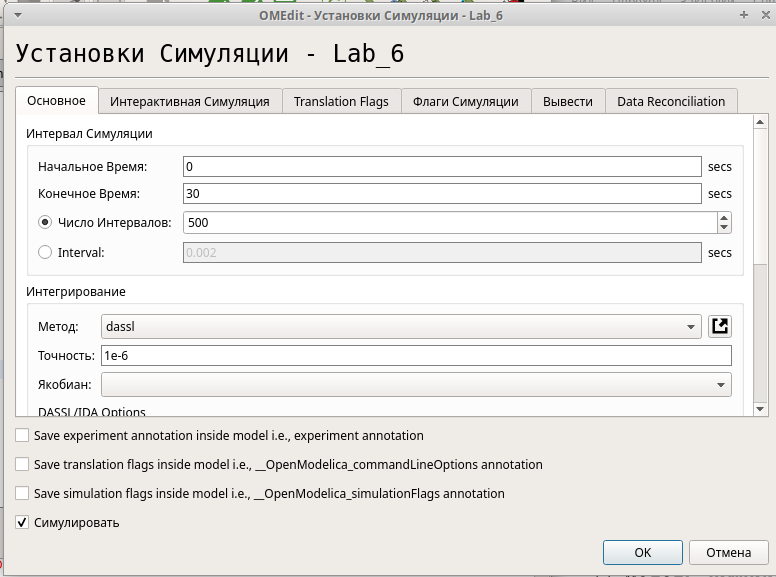 OMEdit - Установки Симуляции - Lab_6
Установки Симуляции - Lab_6
Основное Интерактивная Симуляция Translation Flags Флаги Симуляции Вывести Data Reconciliation
Интервал Симуляции
Начальное Время: 0 secs
Конечное Время: 30 secs
Число Интервалов: 500
Interval: 0.002 secs
Интегрирование
Метод: dassl
Точность: 1e-6
Якобиан:
DASSL/IDA Options
Save experiment annotation inside model i.e., experiment annotation
Save translation flags inside model i.e., __OpenModelica_commandLineOptions annotation
Save simulation flags inside model i.e., __OpenModelica_simulationFlags annotation
Симулировать
OK Отмена